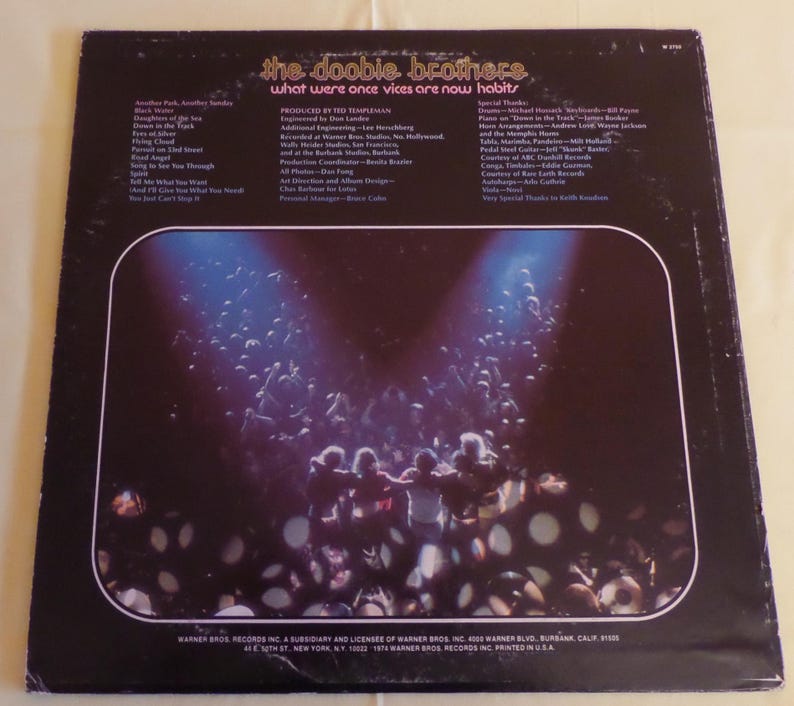 W 2750
the doobie brothers
what were once vices are now habits
Another Park, Another Sunday
Black Water
Daughters of the Sea
Down in the Track
Eyes of Silver
Flying Cloud
Pursuit on 53rd Street
Road Angel
Song to See You Through
Spirit
Tell Me What You Want
(And I'll Give You What You Need)
You Just Can't Stop It
PRODUCED BY TED TEMPLEMAN
Engineered by Don Landee
Additional Engineering—Lee Herschberg
Recorded at Warner Bros. Studios, No. Hollywood,
Wally Heider Studios, San Francisco,
and at the Burbank Studios, Burbank
Production Coordinator—Benita Brazier
All Photos—Dan Fong
Art Direction and Album Design—
Chas Barbour for Lotus
Personal Manager—Bruce Cohn
Special Thanks:
Drums—Michael Hossack Keyboards—Bill Payne
Piano on "Down in the Track"—James Booker
Horn Arrangements—Andrew Love, Wayne Jackson
and the Memphis Horns
Tabla, Marimba, Pandeiro—Milt Holland
Pedal Steel Guitar—Jeff "Skunk" Baxter,
Courtesy of ABC Dunhill Records
Conga, Timbales—Eddie Guzman,
Courtesy of Rare Earth Records
Autoharps—Arlo Guthrie
Viola—Novi
Very Special Thanks to Keith Knudsen
WARNER BROS. RECORDS INC. A SUBSIDIARY AND LICENSEE OF WARNER BROS. INC. 4000 WARNER BLVD., BURBANK, CALIF. 91505
44 E. 50TH ST., NEW YORK, N.Y. 10022 1974 WARNER BROS. RECORDS INC. PRINTED IN U.S.A.